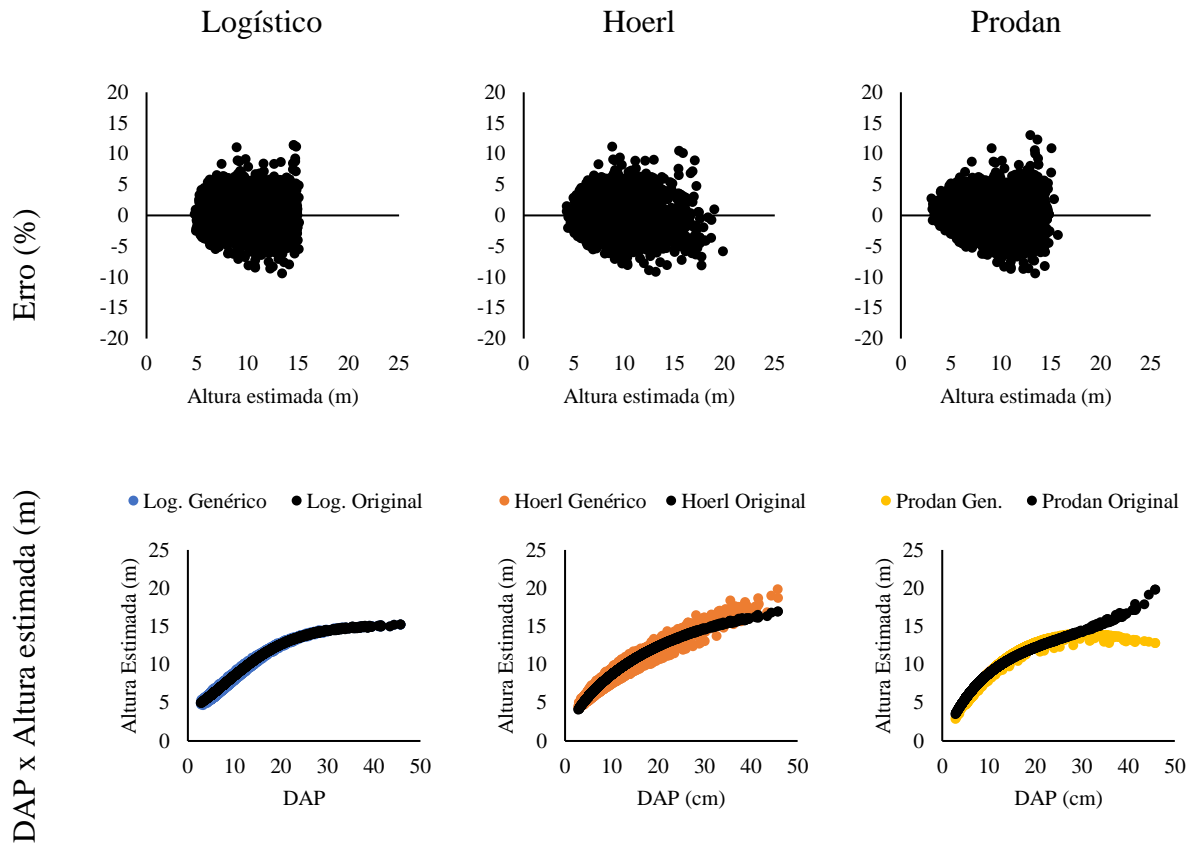 Logístico Hoerl Prodan
Erro (%)
20
15
10
5
0
-5
-10
-15
-20
0 5 10 15 20 25
Altura estimada (m)
20
15
10
5
0
-5
-10
-15
-20
0 5 10 15 20 25
Altura estimada (m)
20
15
10
5
0
-5
-10
-15
-20
0 5 10 15 20 25
Altura estimada (m)
DAP x Altura estimada (m)
Log. Genérico Log. Original
Altura Estimada (m)
25
20
15
10
5
0
0 10 20 30 40 50
DAP
Hoerl Genérico Hoerl Original
Altura Estimada (m)
25
20
15
10
5
0
0 10 20 30 40 50
DAP (cm)
Prodan Gen. Prodan Original
Altura Estimada (m)
25
20
15
10
5
0
0 10 20 30 40 50
DAP (cm)